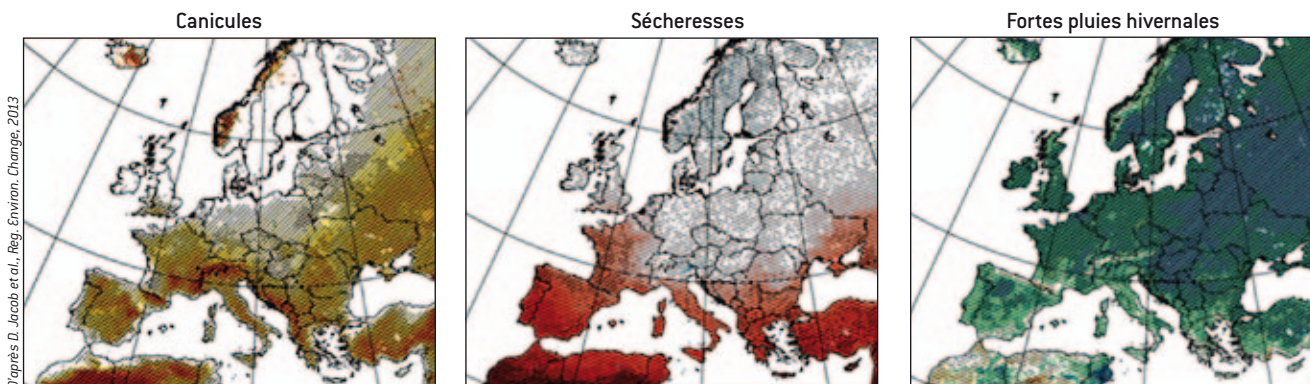 Canicules
Sécheresses
Fortes pluies hivernales
D'après D. Jacob et al., Reg. Environ. Change, 2013